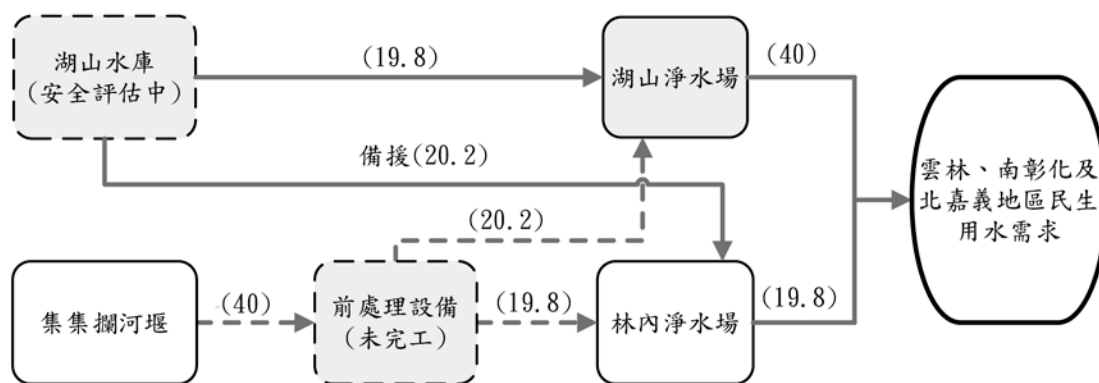 湖山水庫
（安全評估中）
(19.8)
湖山淨水場
(40)
備援(20.2)
雲林、南彰化及
北嘉義地區民生
用水需求
(20.2)
集集攔河堰
(40)
前處理設備
（未完工）
(19.8)
林內淨水場
(19.8)